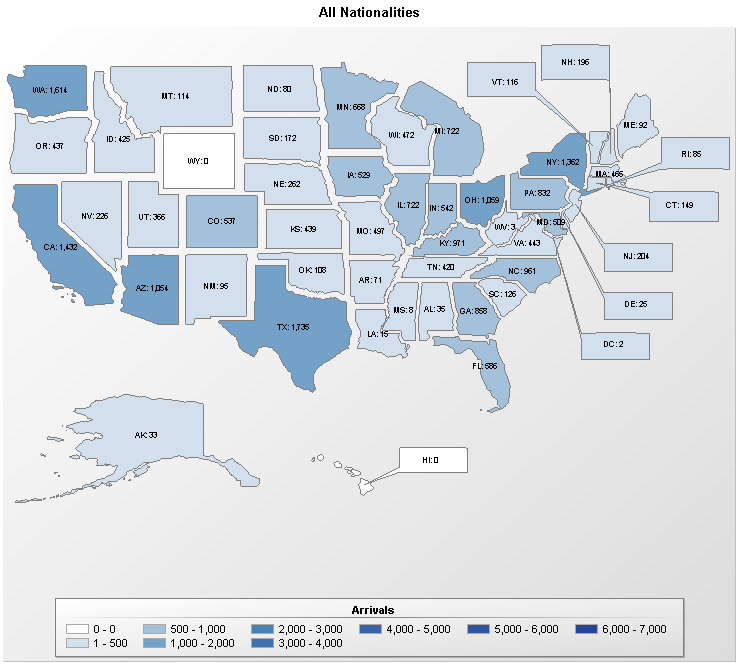 All Nationalities
WA: 1,614
MT: 114
ND: 80
MN: 668
VT: 116
NH: 196
OR: 437
ID: 425
WY: 0
SD: 172
WI: 472
MI: 722
NY: 1,362
ME: 92
MA: 466
RI: 85
NV: 226
UT: 366
CO: 537
NE: 262
IA: 529
IL: 722
IN: 542
OH: 1,059
PA: 832
CT: 149
CA: 1,432
KS: 439
MO: 497
KY: 971
WV: 3
VA: 443
MD: 509
NJ: 204
AZ: 1,054
NM: 95
OK: 108
AR: 71
TN: 420
NC: 961
SC: 126
DE: 25
TX: 1,735
LA: 15
MS: 8
AL: 35
GA: 858
FL: 586
DC: 2
AK: 33
HI: 0
Arrivals
0 - 0
500 - 1,000
2,000 - 3,000
4,000 - 5,000
5,000 - 6,000
6,000 - 7,000
1 - 500
1,000 - 2,000
3,000 - 4,000